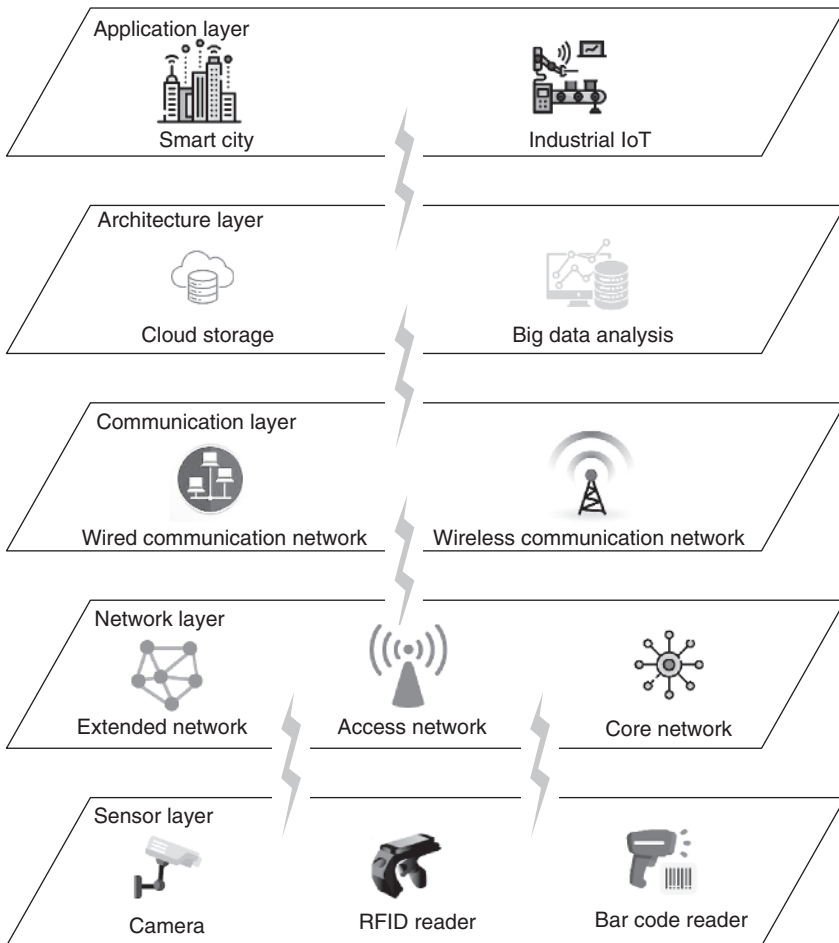 Application layer
Smart city
Industrial IoT
Architecture layer
Cloud storage
Big data analysis
Communication layer
Wired communication network
Wireless communication network
Network layer
Extended network
Access network
Core network
Sensor layer
Camera
RFID reader
Bar code reader